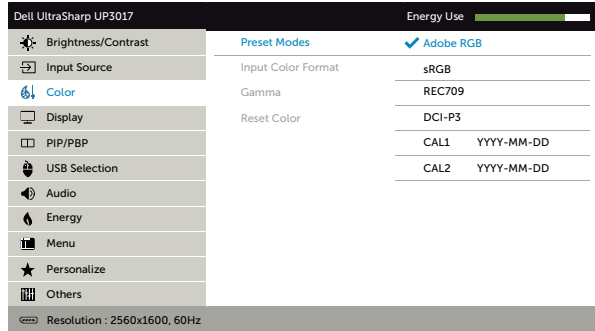 Dell UltraSharp UP3017 Energy Use
Brightness/Contrast Preset Modes Adobe RGB
Input Source Input Color Format sRGB
Color Gamma REC709
Display Reset Color DCI-P3
PIP/PBP CAL1 YYYY-MM-DD
USB Selection CAL2 YYYY-MM-DD
Audio
Energy
Menu
Personalize
Others
Resolution : 2560x1600, 60Hz